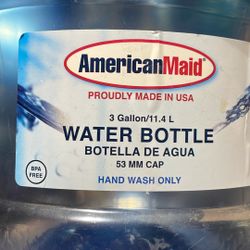 AmericanMaid®
PROUDLY MADE IN USA
3 Gallon/11.4 L
WATER BOTTLE
BOTELLA DE AGUA
53 MM CAP
BPA
FREE
HAND WASH ONLY